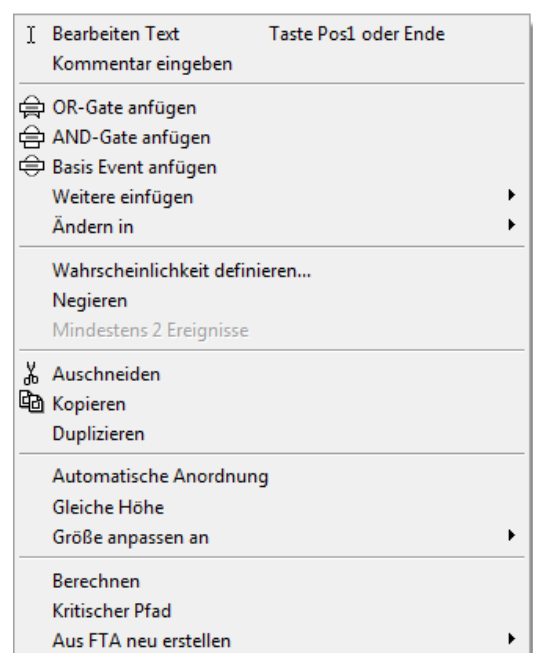 Bearbeiten Text Taste Pos1 oder Ende
Kommentar eingeben
OR-Gate anfügen
AND-Gate anfügen
Basis Event anfügen
Weitere einfügen
Ändern in
Wahrscheinlichkeit definieren...
Negieren
Mindestens 2 Ereignisse
Auschneiden
Kopieren
Duplizieren
Automatische Anordnung
Gleiche Höhe
Größe anpassen an
Berechnen
Kritischer Pfad
Aus FTA neu erstellen